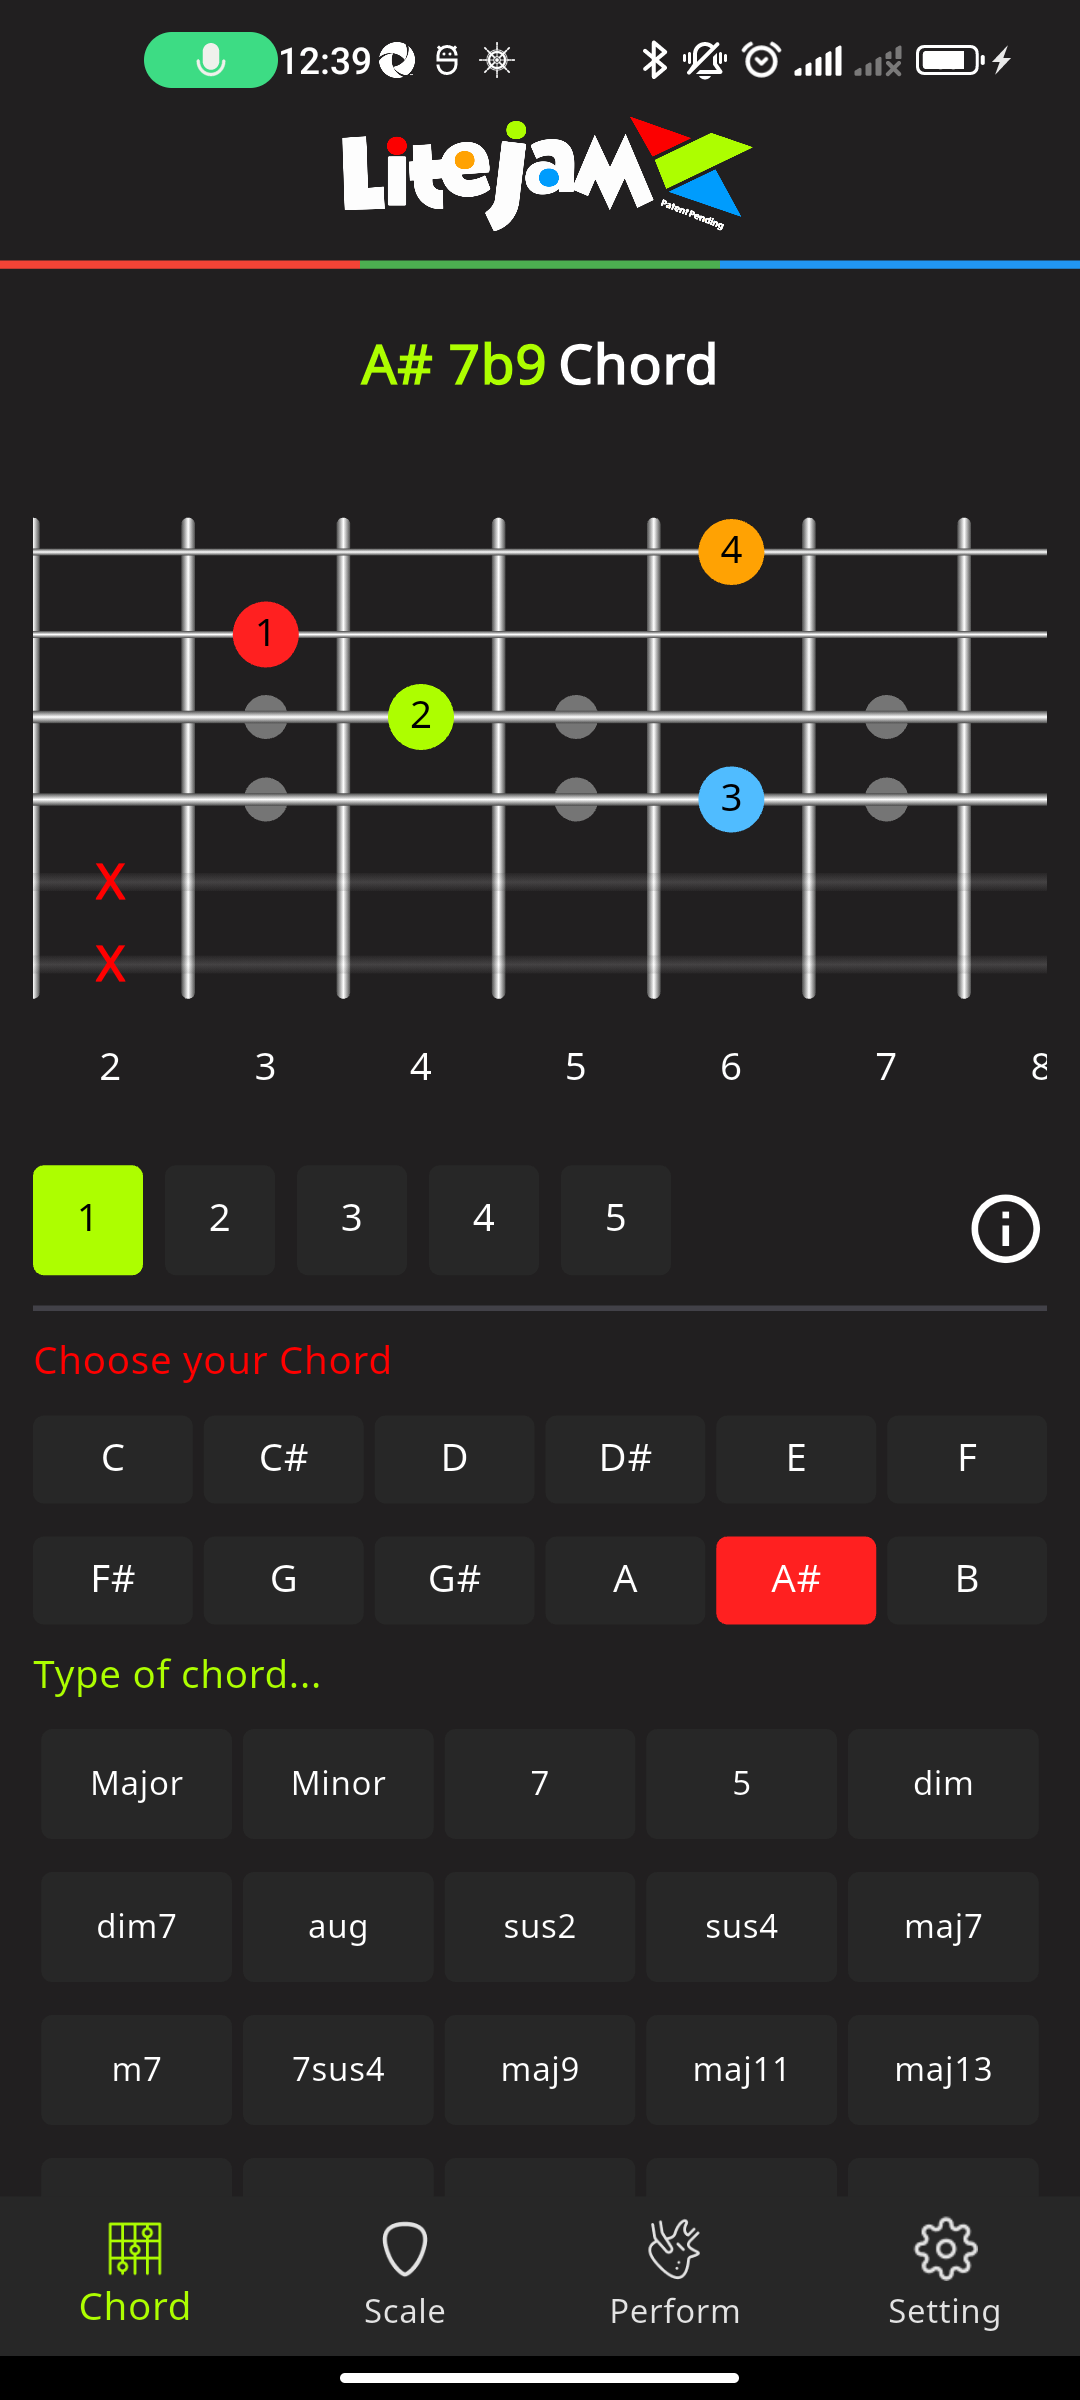 12:39
Litejam
Patent Pending
A# 7b9 Chord
4
1
2
3
X
X
2 3 4 5 6 7 8
1 2 3 4 5
Choose your Chord
C C# D D# E F
F# G G# A A# B
Type of chord...
Major Minor 7 5 dim
dim7 aug sus2 sus4 maj7
m7 7sus4 maj9 maj11 maj13
Chord Scale Perform Setting